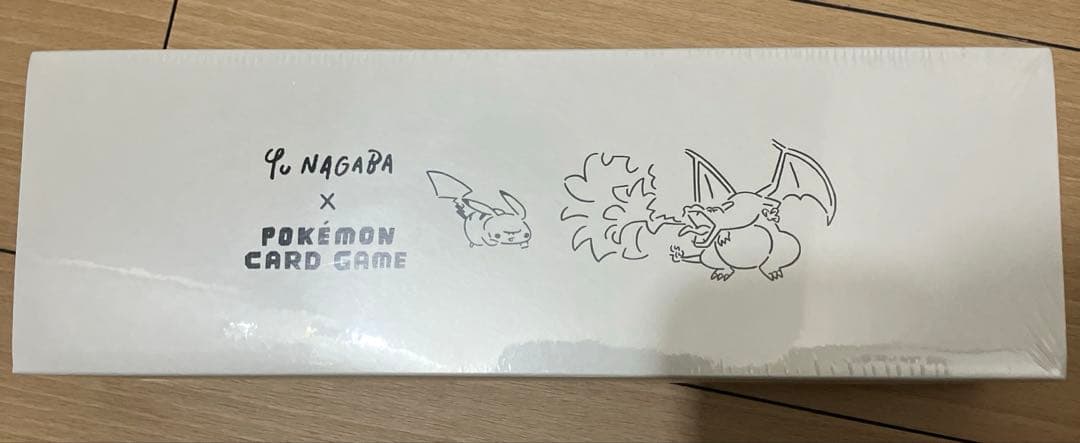 Yu NAGABA
×
POKÉMON
CARD GAME